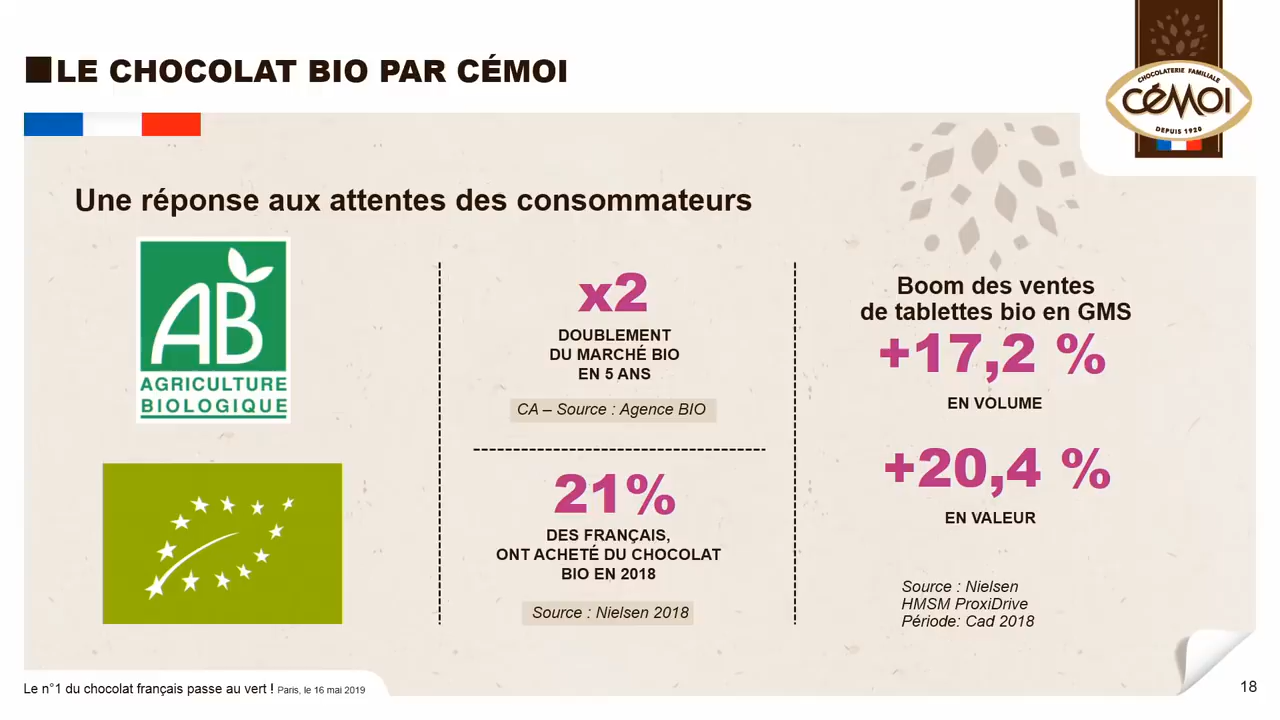 LE CHOCOLAT BIO PAR CÉMOI
CHOCOLATERIE FAMILIALE
CÉMOI
DEPUIS 1920
Une réponse aux attentes des consommateurs
AB
AGRICULTURE
BIOLOGIQUE
x2
DOUBLEMENT
DU MARCHÉ BIO
EN 5 ANS
CA – Source : Agence BIO
21%
DES FRANÇAIS,
ONT ACHETÉ DU CHOCOLAT
BIO EN 2018
Source : Nielsen 2018
Boom des ventes
de tablettes bio en GMS
+17,2 %
EN VOLUME
+20,4 %
EN VALEUR
Source : Nielsen
HMSM ProxiDrive
Période: Cad 2018
Le n°1 du chocolat français passe au vert ! Paris, le 16 mai 2019
18